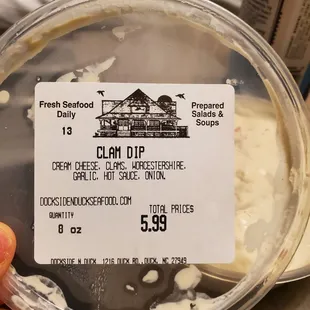 Fresh Seafood
Daily
13
Prepared
Salads &
Soups
CLAM DIP
CREAM CHEESE, CLAMS, WORCESTERSHIRE,
GARLIC, HOT SAUCE, ONION,
DOCKSIDENDUCKSEAFOOD.COM
QUANTITY
8 oz
TOTAL PRICE$
5.99
DOCKSIDE N DUCK, 1216 DUCK RD., DUCK, NC 27949